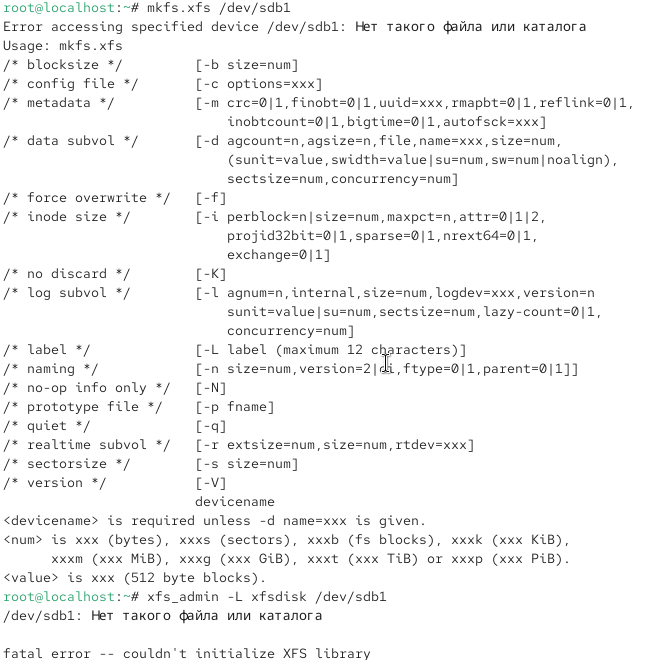 root@localhost:~# mkfs.xfs /dev/sdb1
Error accessing specified device /dev/sdb1: Нет такого файла или каталога
Usage: mkfs.xfs
/* blocksize */         [-b size=num]
/* config file */       [-c options=xxx]
/* metadata */          [-m crc=0|1,finobt=0|1,uuid=xxx,rmapbt=0|1,reflink=0|1,
                            inobtcount=0|1,bigtime=0|1,autofsck=xxx]
/* data subvol */       [-d agcount=n,agsize=n,file,name=xxx,size=num,
                            (sunit=value,swidth=value|su=num,sw=num|noalign),
                            sectsize=num,concurrency=num]
/* force overwrite */   [-f]
/* inode size */        [-i perblock=n|size=num,maxpct=n,attr=0|1|2,
                            projid32bit=0|1,sparse=0|1,nrext64=0|1,
                            exchange=0|1]
/* no discard */        [-K]
/* log subvol */        [-l agnum=n,internal,size=num,logdev=xxx,version=n
                            sunit=value|su=num,sectsize=num,lazy-count=0|1,
                            concurrency=num]
/* label */             [-L label (maximum 12 characters)]
/* naming */            [-n size=num,version=2|ci,ftype=0|1,parent=0|1]]
/* no-op info only */   [-N]
/* prototype file */    [-p fname]
/* quiet */             [-q]
/* realtime subvol */   [-r extsize=num,size=num,rtdev=xxx]
/* sectorsize */        [-s size=num]
/* version */           [-V]
                        devicename
<devicename> is required unless -d name=xxx is given.
<num> is xxx (bytes), xxxs (sectors), xxxb (fs blocks), xxxk (xxx KiB),
      xxxm (xxx MiB), xxxg (xxx GiB), xxxt (xxx TiB) or xxxp (xxx PiB).
<value> is xxx (512 byte blocks).
root@localhost:~# xfs_admin -L xfsdisk /dev/sdb1
/dev/sdb1: Нет такого файла или каталога

fatal error -- couldn't initialize XFS library